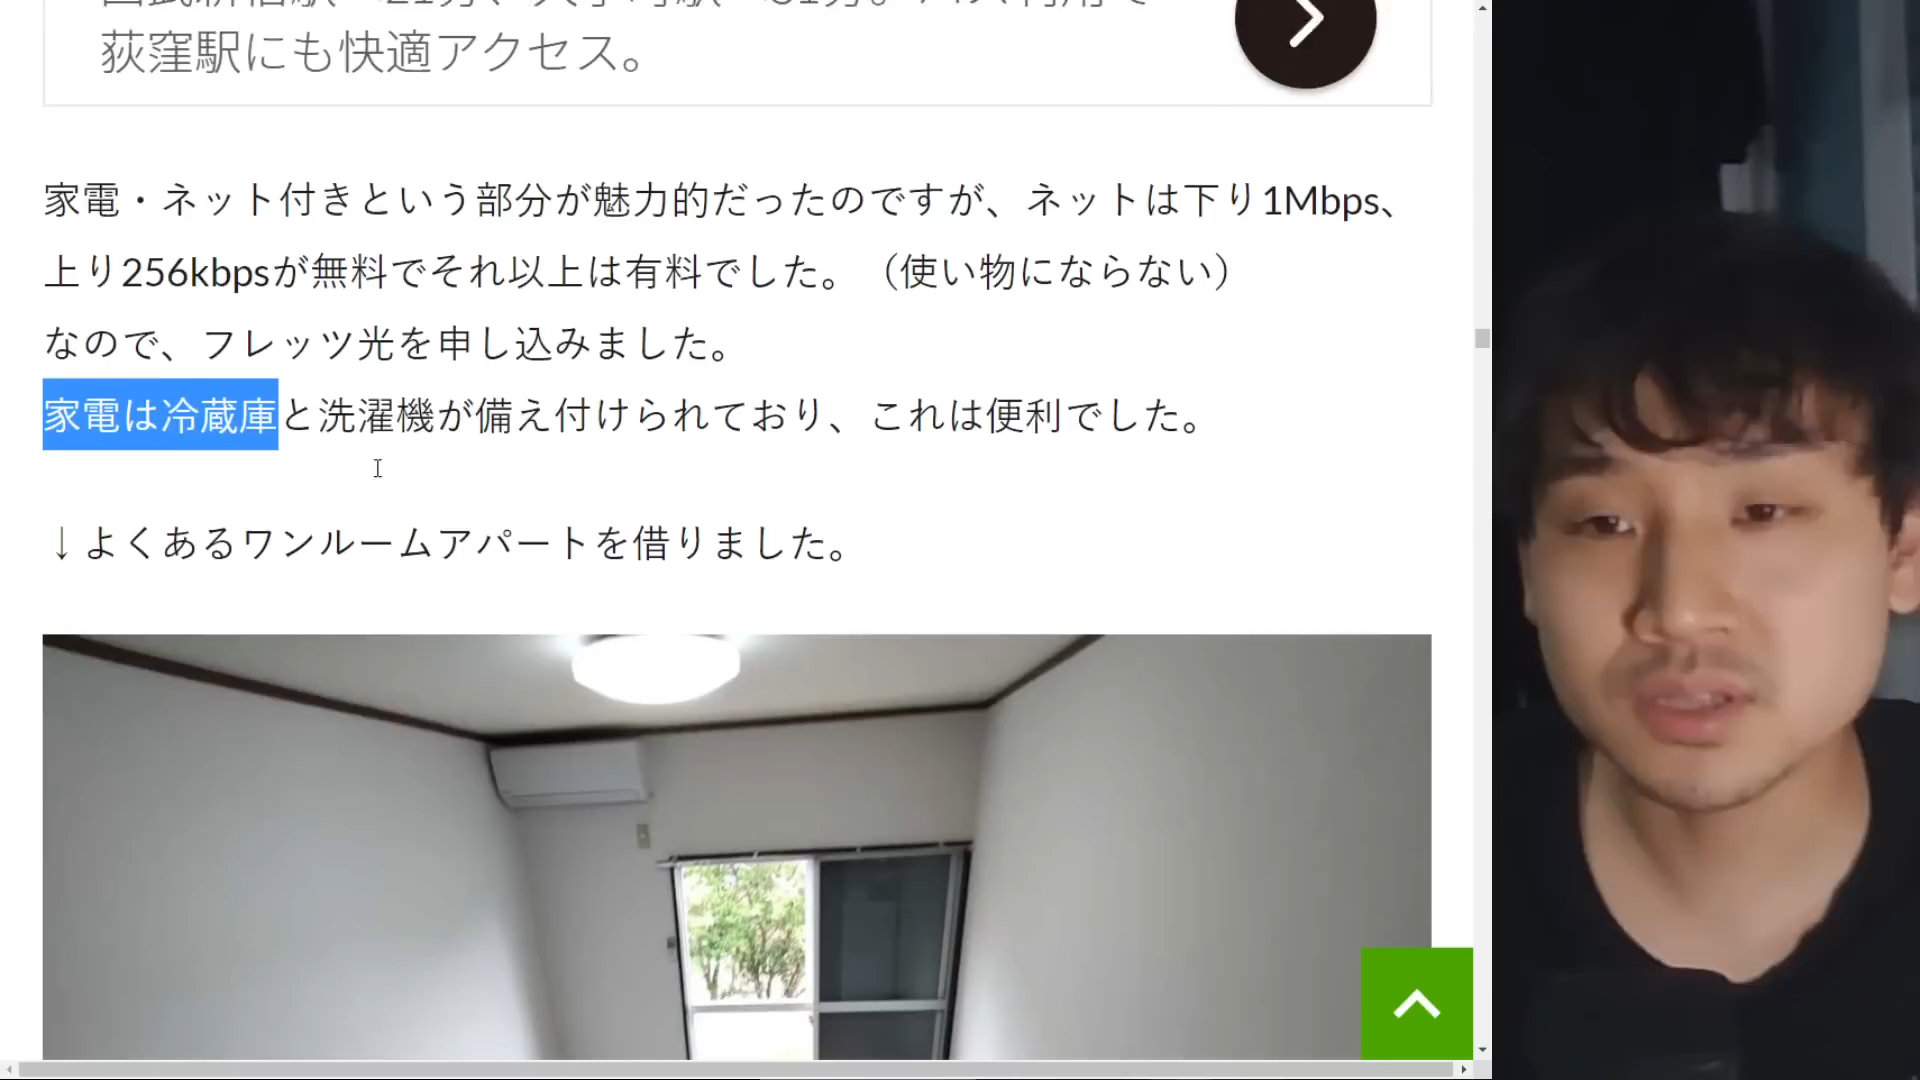 荻窪駅にも快適アクセス。
家電・ネット付きという部分が魅力的だったのですが、ネットは下り1Mbps、
上り256kbpsが無料でそれ以上は有料でした。（使い物にならない）
なので、フレッツ光を申し込みました。
家電は冷蔵庫と洗濯機が備え付けられており、これは便利でした。
↓よくあるワンルームアパートを借りました。